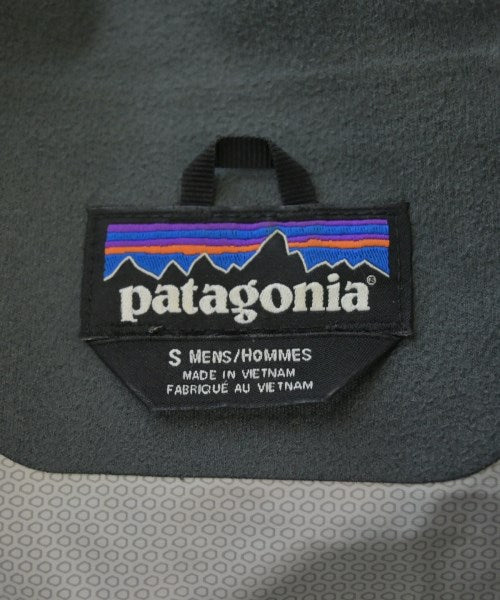 patagonia®
S MENS/HOMMES
MADE IN VIETNAM
FABRIQUÉ AU VIETNAM